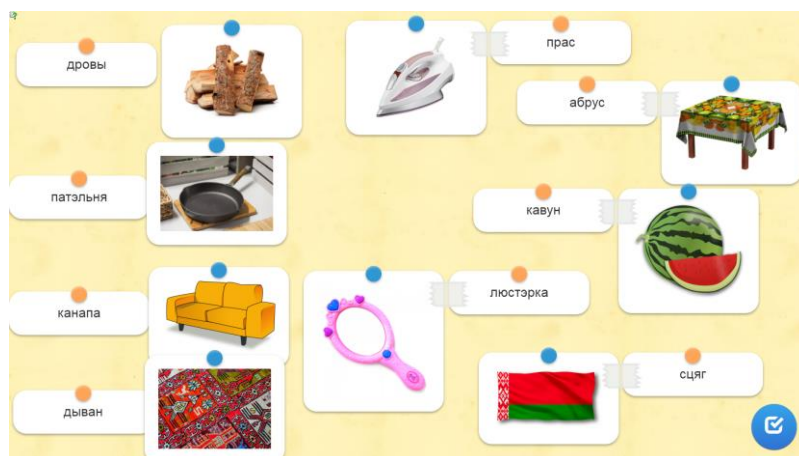 дровы
прас
абрус
патэльня
кавун
канапа
люстэрка
дыван
сцяг